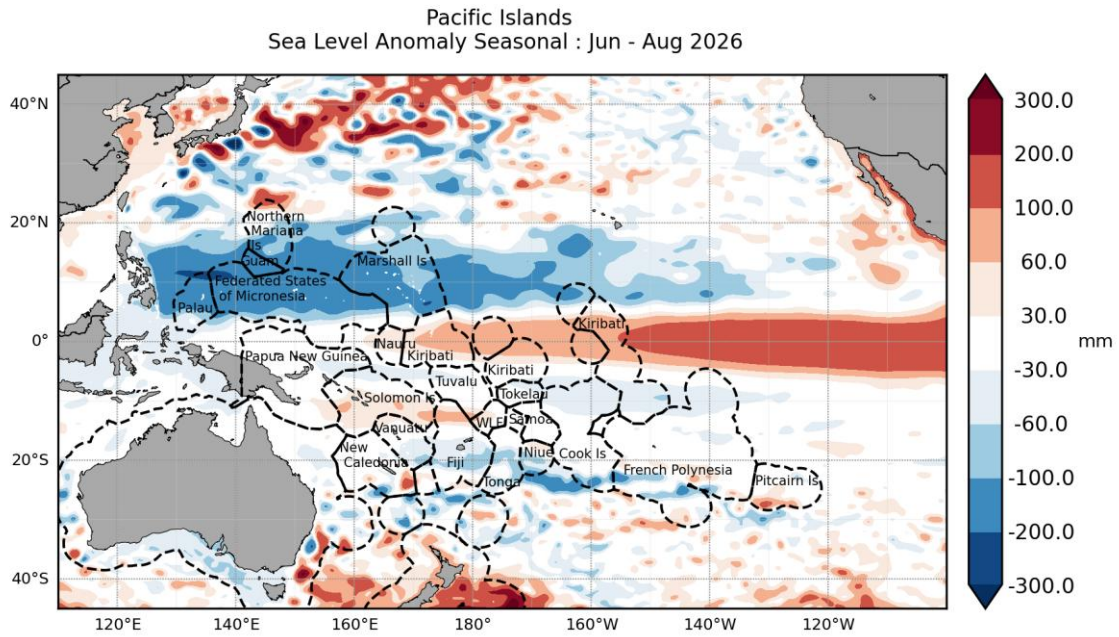 Pacific Islands
Sea Level Anomaly Seasonal : Jun - Aug 2026
40°N
20°N
0°
20°S
40°S
120°E
140°E
160°E
180°
160°W
140°W
120°W
Northern
Mariana
Ils
Guam
Marshall Is
Federated States
of Micronesia
Palau
Nauru
Kiribati
Kiribati
Papua New Guinea
Kiribati
Tuvalu
Solomon Is
Tokelau
WLF
Samoa
Vanuatu
New
Caledonia
Fiji
Niue
Cook Is
Tonga
French Polynesia
Pitcairn Is
300.0
200.0
100.0
60.0
30.0
-30.0
-60.0
-100.0
-200.0
-300.0
mm